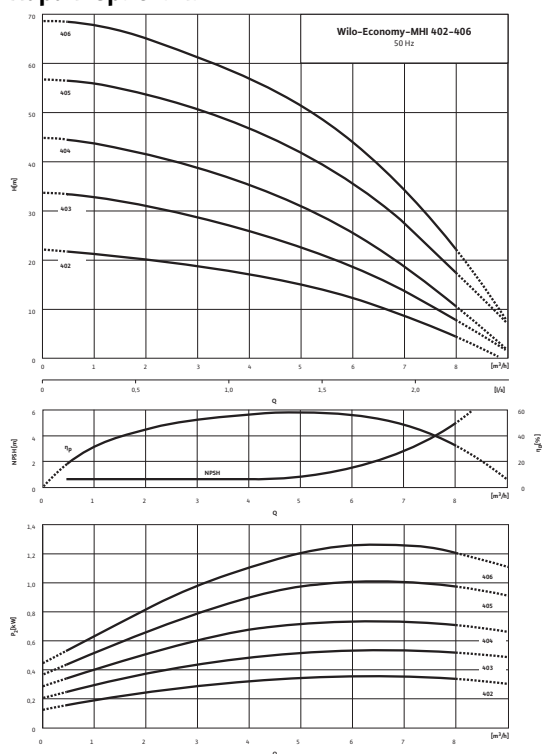 70
Wilo-Economy-MHI 402-406
50 Hz
406
60
405
50
404
40
H[m]
403
30
402
20
10
0
0 1 2 3 4 5 6 7 8 [m³/h]
0 0,5 1,0 1,5 2,0 [l/s]
Q
6 60
ηp
4 40
NPSH[m] ηp[%]
2 NPSH 20
0 0
0 1 2 3 4 5 6 7 8 [m³/h]
Q
1,4
1,2
406
1,0
405
0,8
P₂[kW]
0,6
404
0,4
403
0,2
402
0
0 1 2 3 4 5 6 7 8 [m³/h]